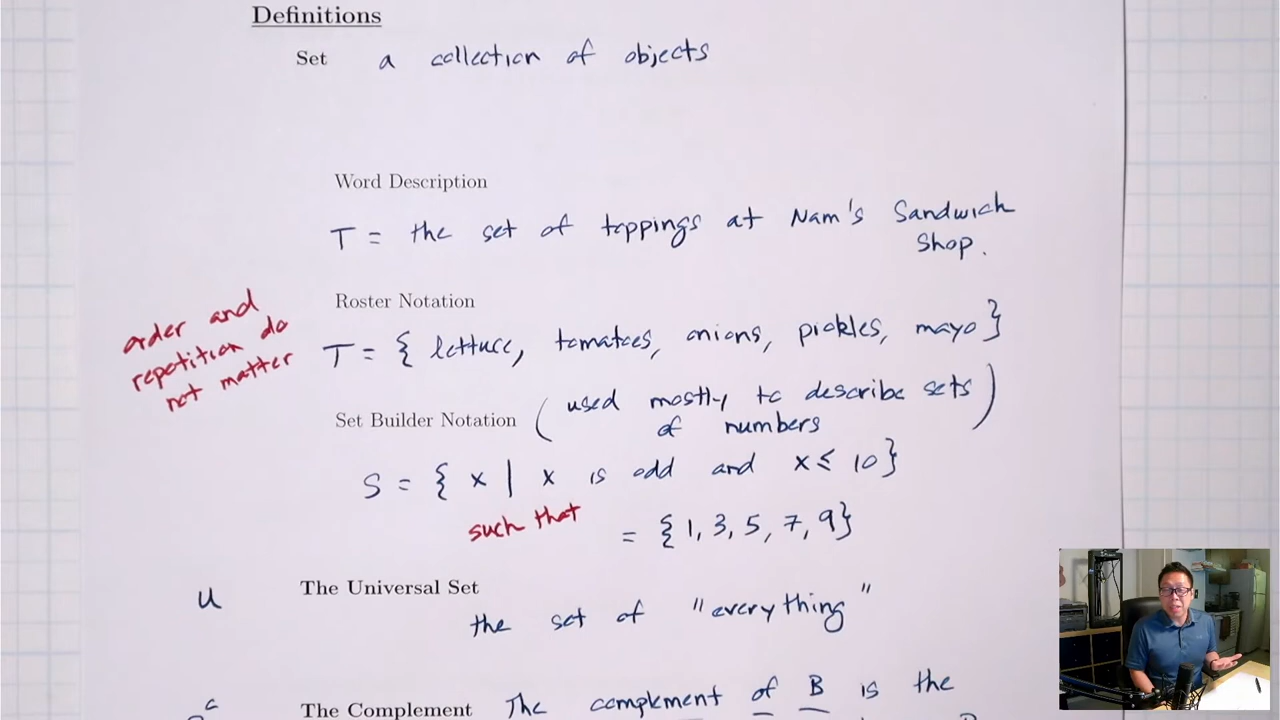 Definitions
Set a collection of objects
Word Description
T = the set of toppings at Nam's Sandwich
Shop.
Roster Notation
order and
repetition do
not matter
T = { lettuce, tomatoes, onions, pickles, mayo }
Set Builder Notation (used mostly to describe sets
of numbers)
S = { x | x is odd and x ≤ 10 }
such that
= { 1, 3, 5, 7, 9 }
U The Universal Set
the set of "everything"
c
The Complement The complement of B is the